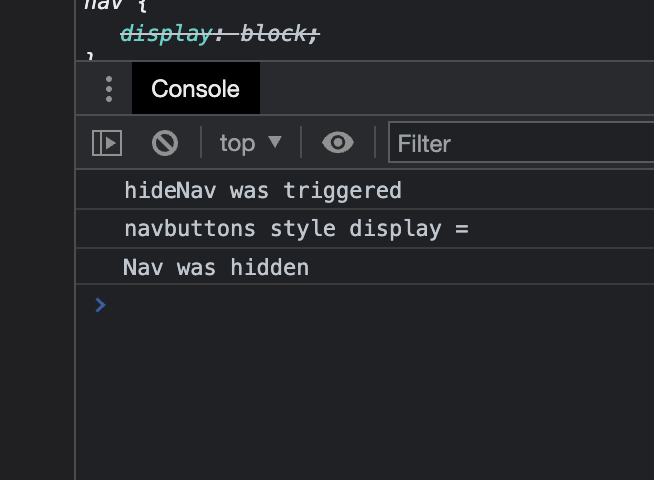 nav {
display: block;
}
Console
top
Filter
hideNav was triggered
navbuttons style display =
Nav was hidden